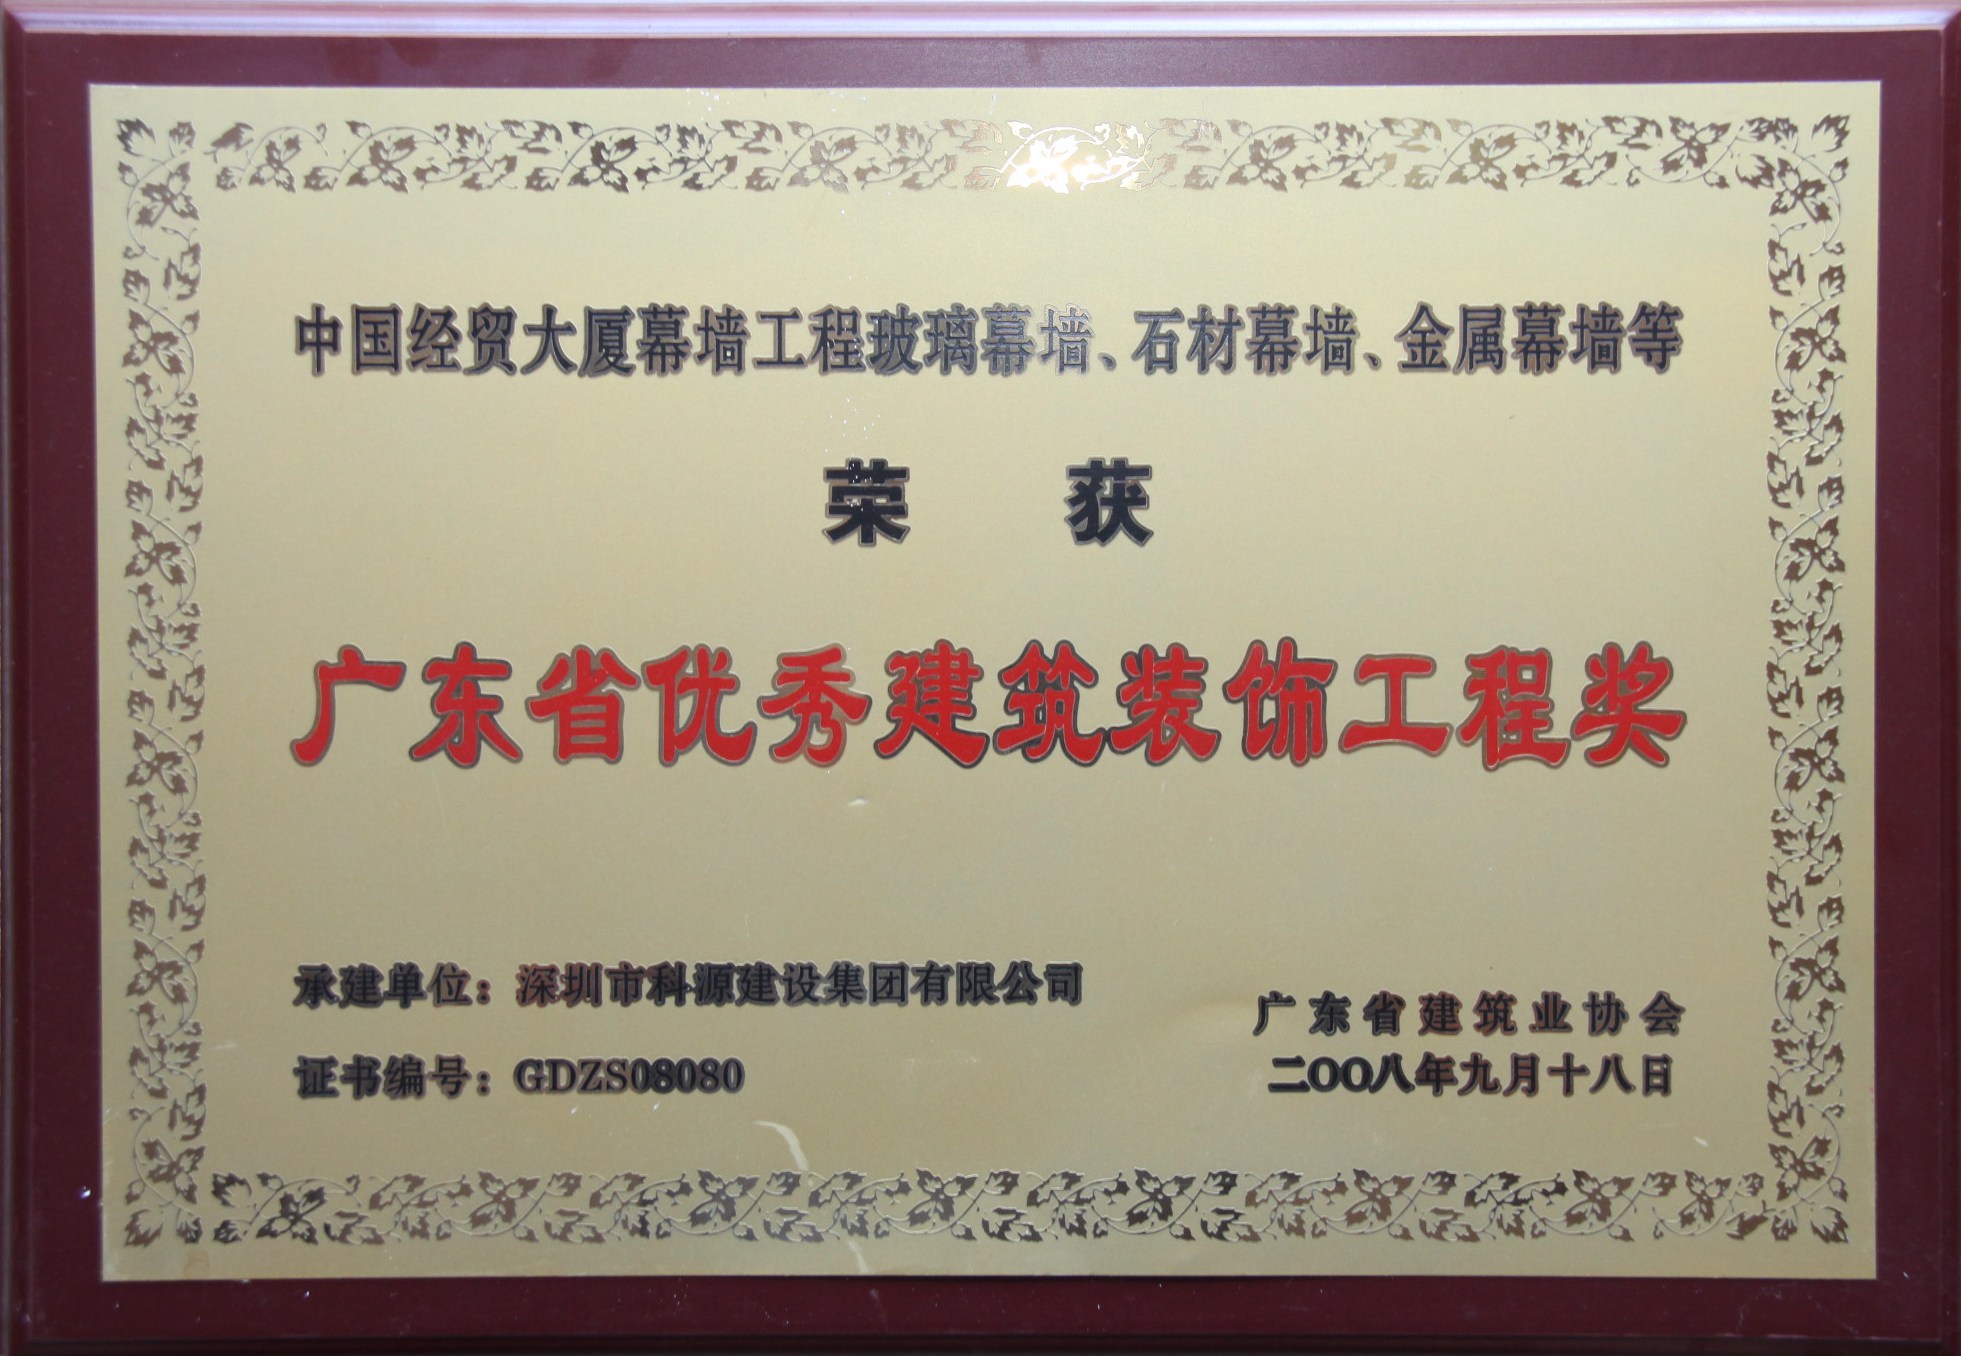 中国经贸大厦幕墙工程玻璃幕墙、石材幕墙、金属幕墙等
荣 获
广东省优秀建筑装饰工程奖
承建单位：深圳市科源建设集团有限公司
证书编号：GDZS08080
广东省建筑业协会
二OO八年九月十八日